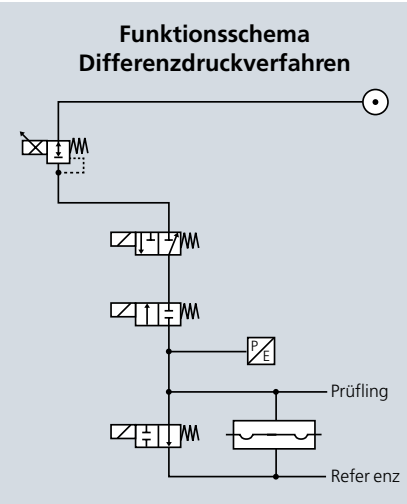 Funktionsschema
Differenzdruckverfahren
P
E
Prüfling
Refer enz